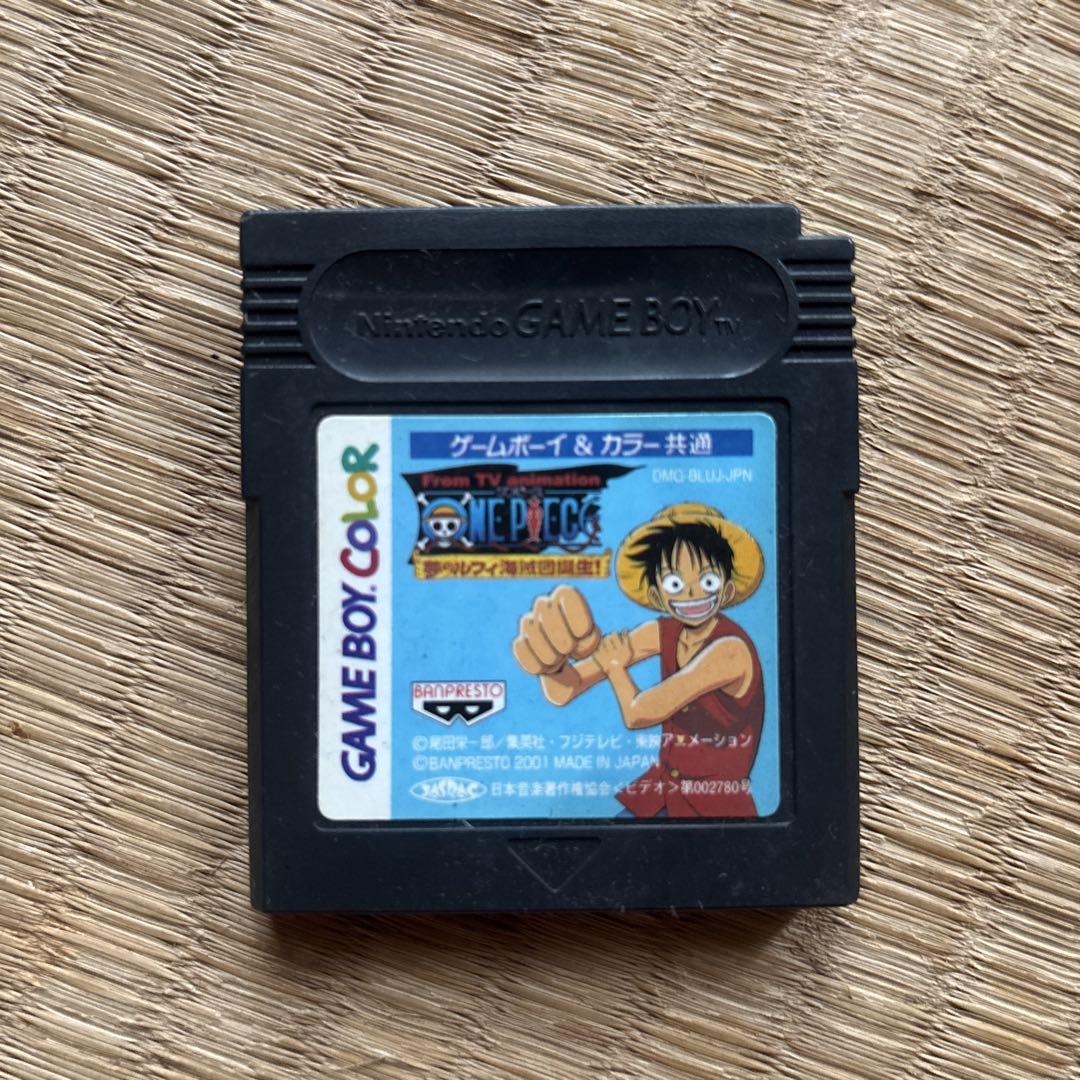 Nintendo GAME BOY TM
GAME BOY COLOR
ゲームボーイ & カラー共通
DMG-BLUJ-JPN
From TV animation
ONE PIECE
夢のルフィ海賊団誕生!
BANPRESTO
©尾田栄一郎/集英社・フジテレビ・東映アニメーション
©BANPRESTO 2001 MADE IN JAPAN
JASRAC 日本音楽著作権協会<ビデオ>第002780号